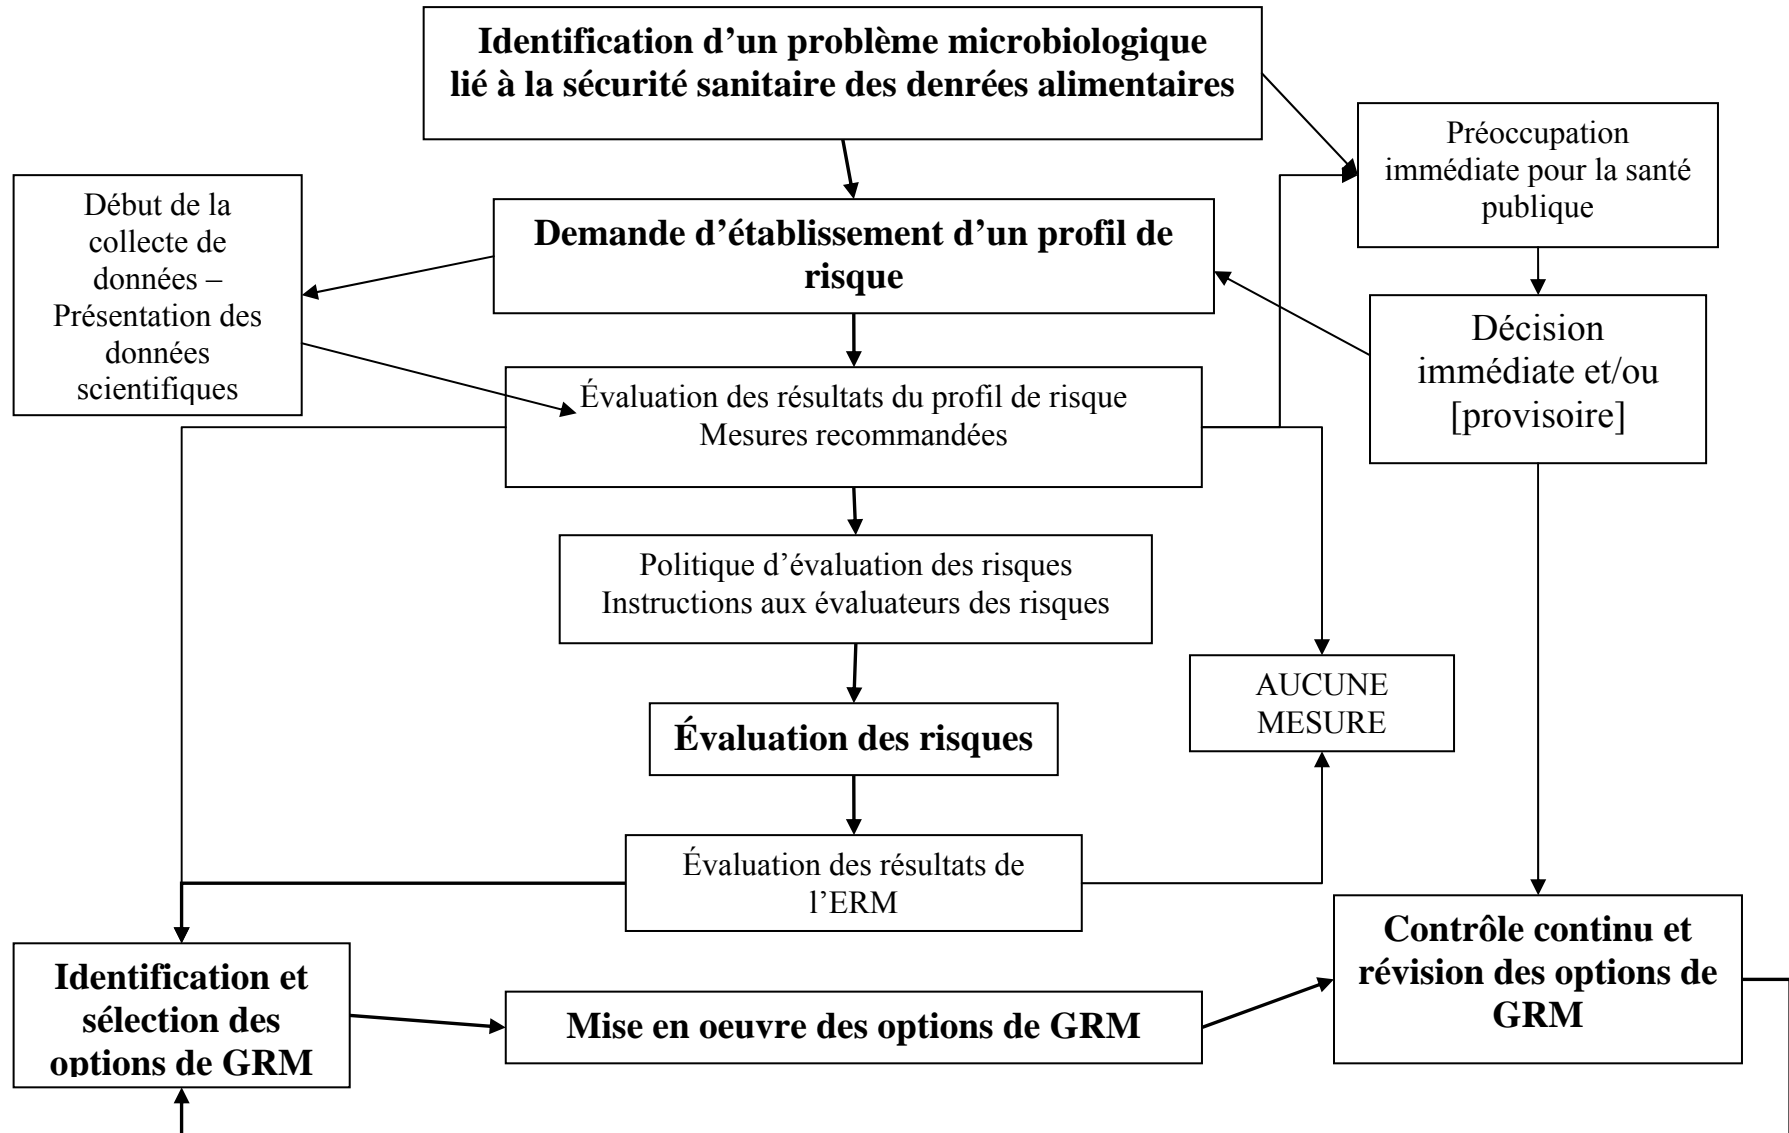 Identification d’un problème microbiologique
lié à la sécurité sanitaire des denrées alimentaires
Préoccupation
immédiate pour la santé
publique
Début de la
collecte de
données –
Présentation des
données
scientifiques
Demande d’établissement d’un profil de
risque
Décision
immédiate et/ou
[provisoire]
Évaluation des résultats du profil de risque
Mesures recommandées
Politique d’évaluation des risques
Instructions aux évaluateurs des risques
AUCUNE
MESURE
Évaluation des risques
Évaluation des résultats de
l’ERM
Identification et
sélection des
options de GRM
Mise en oeuvre des options de GRM
Contrôle continu et
révision des options de
GRM